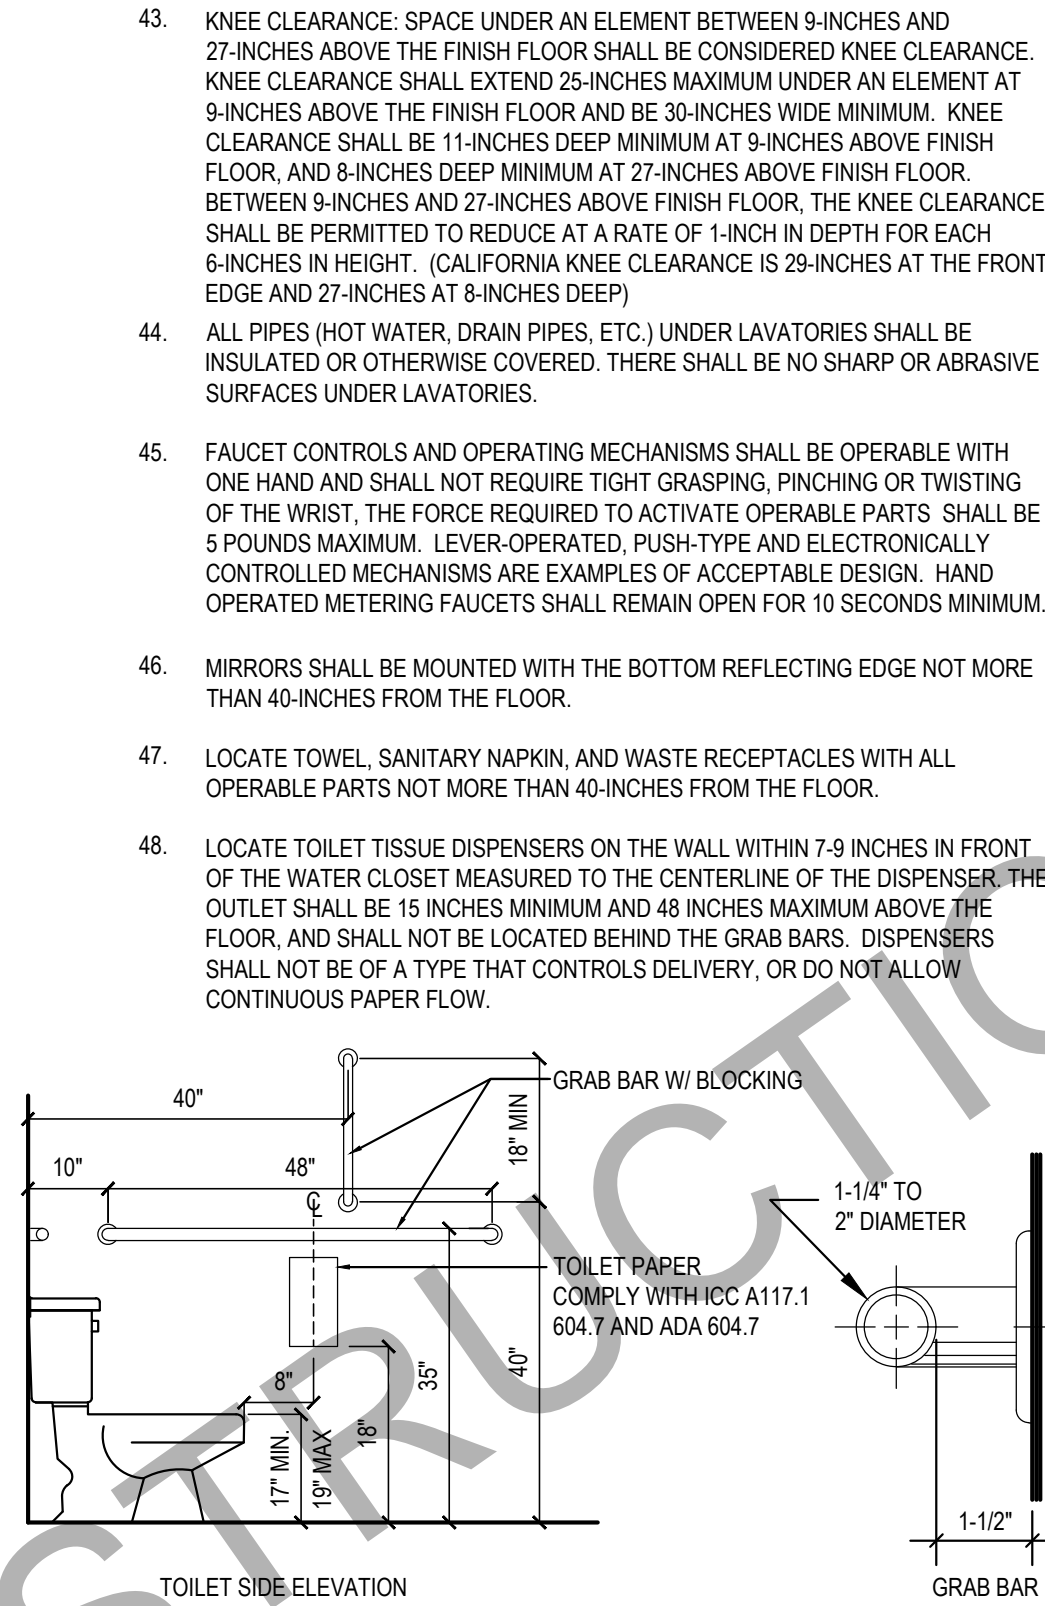 43. KNEE CLEARANCE: SPACE UNDER AN ELEMENT BETWEEN 9-INCHES AND
27-INCHES ABOVE THE FINISH FLOOR SHALL BE CONSIDERED KNEE CLEARANCE.
KNEE CLEARANCE SHALL EXTEND 25-INCHES MAXIMUM UNDER AN ELEMENT AT
9-INCHES ABOVE THE FINISH FLOOR AND BE 30-INCHES WIDE MINIMUM. KNEE
CLEARANCE SHALL BE 11-INCHES DEEP MINIMUM AT 9-INCHES ABOVE FINISH
FLOOR, AND 8-INCHES DEEP MINIMUM AT 27-INCHES ABOVE FINISH FLOOR.
BETWEEN 9-INCHES AND 27-INCHES ABOVE FINISH FLOOR, THE KNEE CLEARANCE
SHALL BE PERMITTED TO REDUCE AT A RATE OF 1-INCH IN DEPTH FOR EACH
6-INCHES IN HEIGHT. (CALIFORNIA KNEE CLEARANCE IS 29-INCHES AT THE FRONT
EDGE AND 27-INCHES AT 8-INCHES DEEP)
44. ALL PIPES (HOT WATER, DRAIN PIPES, ETC.) UNDER LAVATORIES SHALL BE
INSULATED OR OTHERWISE COVERED. THERE SHALL BE NO SHARP OR ABRASIVE
SURFACES UNDER LAVATORIES.
45. FAUCET CONTROLS AND OPERATING MECHANISMS SHALL BE OPERABLE WITH
ONE HAND AND SHALL NOT REQUIRE TIGHT GRASPING, PINCHING OR TWISTING
OF THE WRIST, THE FORCE REQUIRED TO ACTIVATE OPERABLE PARTS SHALL BE
5 POUNDS MAXIMUM. LEVER-OPERATED, PUSH-TYPE AND ELECTRONICALLY
CONTROLLED MECHANISMS ARE EXAMPLES OF ACCEPTABLE DESIGN. HAND
OPERATED METERING FAUCETS SHALL REMAIN OPEN FOR 10 SECONDS MINIMUM.
46. MIRRORS SHALL BE MOUNTED WITH THE BOTTOM REFLECTING EDGE NOT MORE
THAN 40-INCHES FROM THE FLOOR.
47. LOCATE TOWEL, SANITARY NAPKIN, AND WASTE RECEPTACLES WITH ALL
OPERABLE PARTS NOT MORE THAN 40-INCHES FROM THE FLOOR.
48. LOCATE TOILET TISSUE DISPENSERS ON THE WALL WITHIN 7-9 INCHES IN FRONT
OF THE WATER CLOSET MEASURED TO THE CENTERLINE OF THE DISPENSER. THE
OUTLET SHALL BE 15 INCHES MINIMUM AND 48 INCHES MAXIMUM ABOVE THE
FLOOR, AND SHALL NOT BE LOCATED BEHIND THE GRAB BARS. DISPENSERS
SHALL NOT BE OF A TYPE THAT CONTROLS DELIVERY, OR DO NOT ALLOW
CONTINUOUS PAPER FLOW.
GRAB BAR W/ BLOCKING
40"
18" MIN
10"
48"
CL
1-1/4" TO
2" DIAMETER
TOILET PAPER
COMPLY WITH ICC A117.1
604.7 AND ADA 604.7
8"
35"
40"
17" MIN.
19" MAX
18"
1-1/2"
TOILET SIDE ELEVATION
GRAB BAR
STRUCTIO